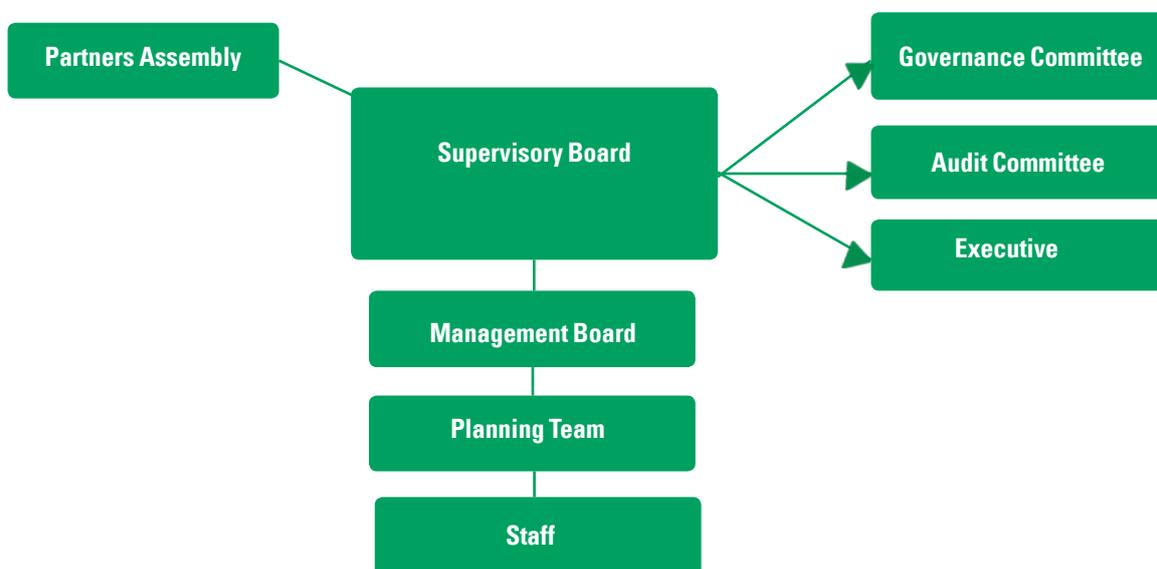 Partners Assembly
Governance Committee
Supervisory Board
Audit Committee
Executive
Management Board
Planning Team
Staff